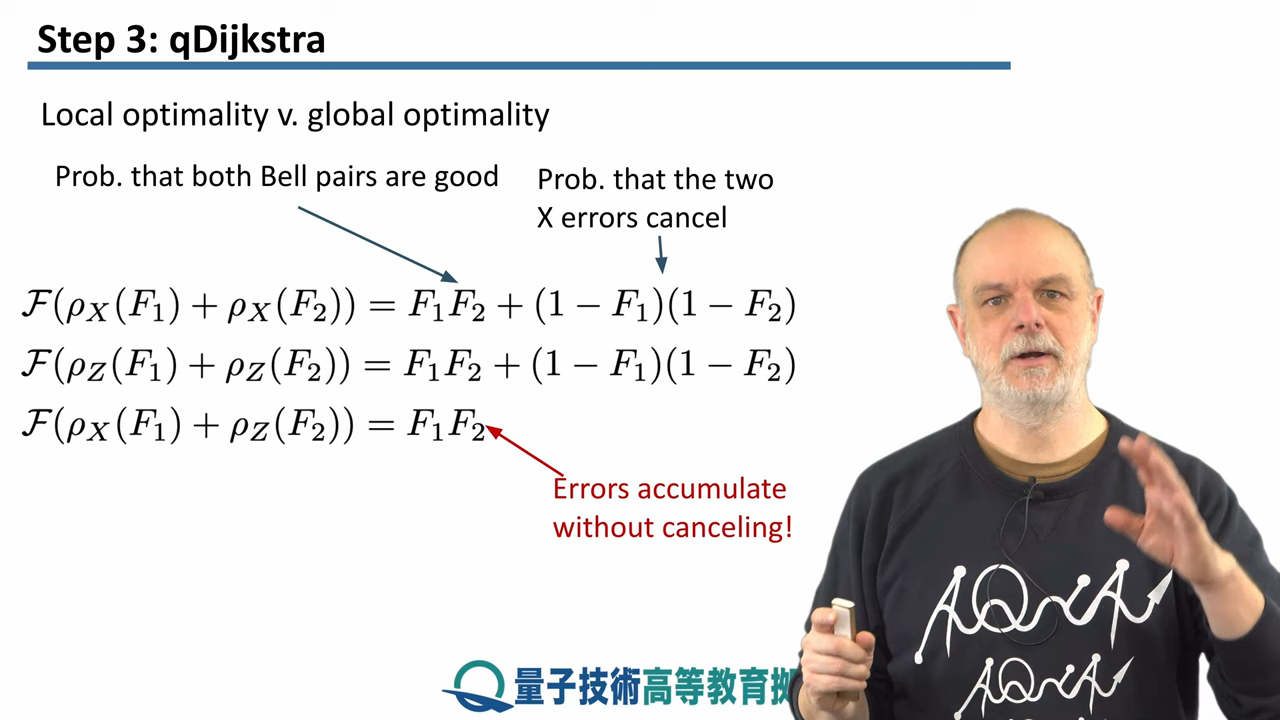 Step 3: qDijkstra
Local optimality v. global optimality
Prob. that both Bell pairs are good
Prob. that the two
X errors cancel
ℱ(ρ_X(F₁) + ρ_X(F₂)) = F₁F₂ + (1 − F₁)(1 − F₂)
ℱ(ρ_Z(F₁) + ρ_Z(F₂)) = F₁F₂ + (1 − F₁)(1 − F₂)
ℱ(ρ_X(F₁) + ρ_Z(F₂)) = F₁F₂
Errors accumulate
without canceling!
量子技術高等教育拠